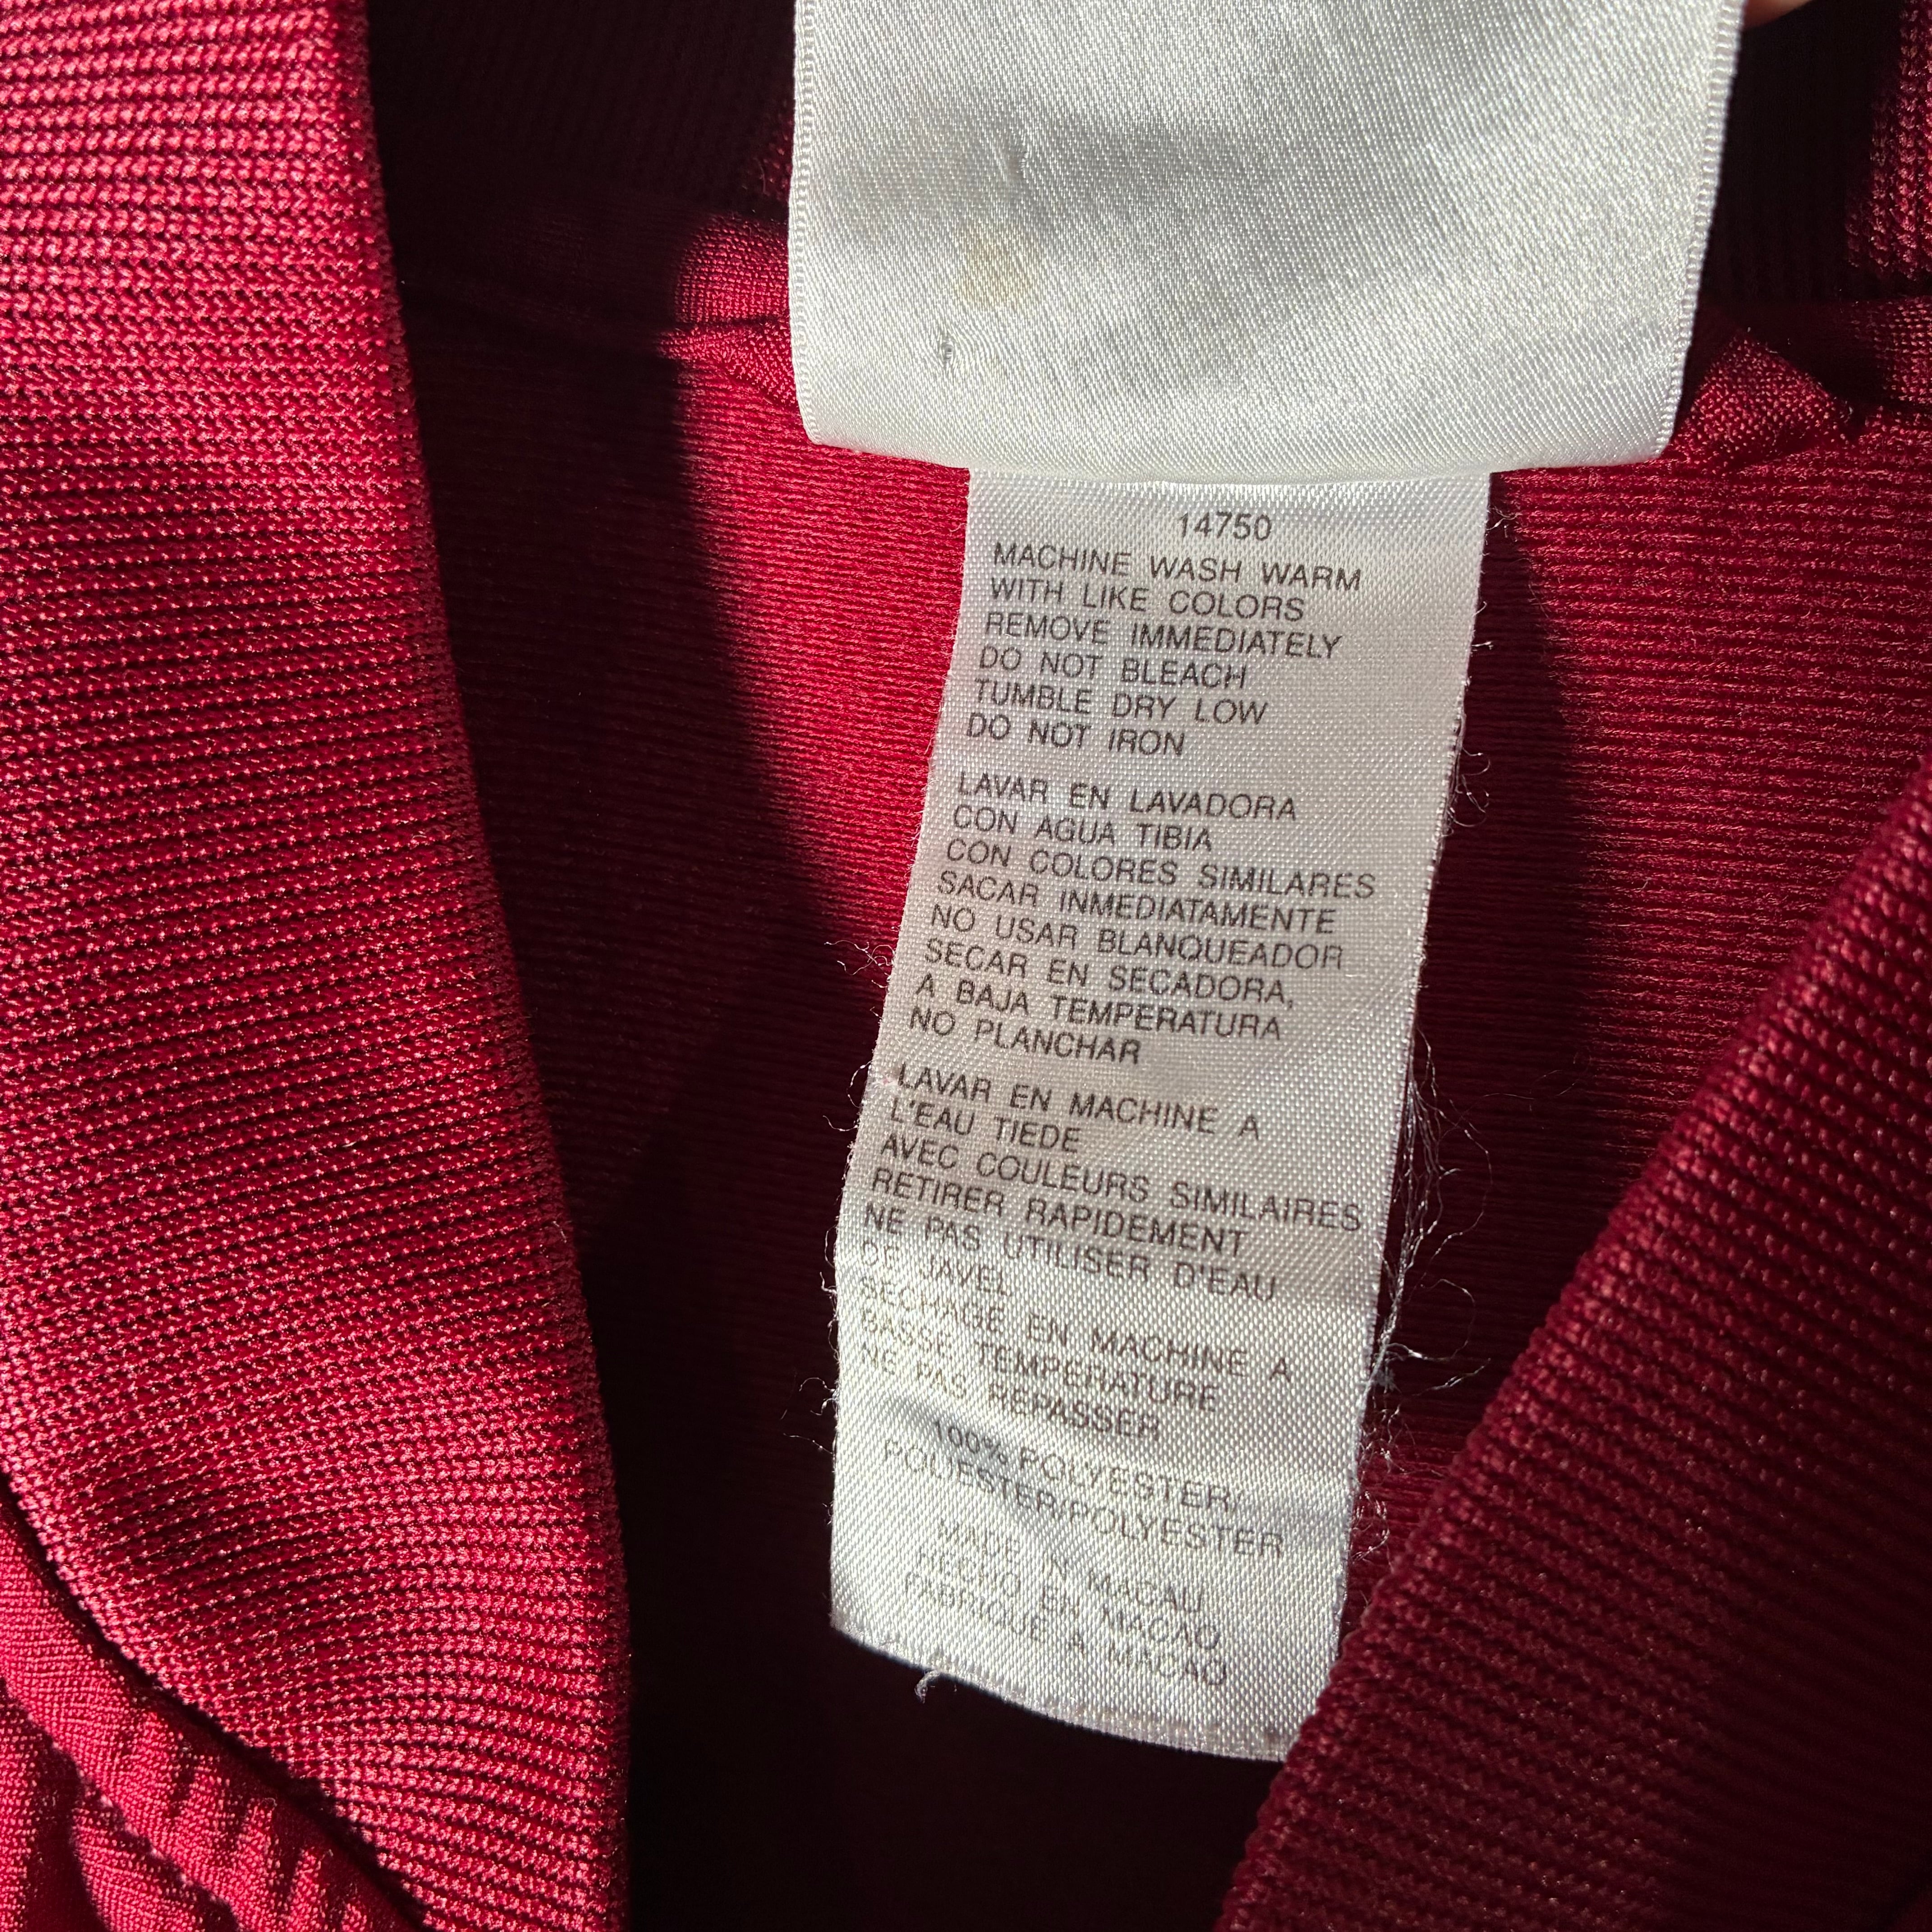 14750
MACHINE WASH WARM
WITH LIKE COLORS
REMOVE IMMEDIATELY
DO NOT BLEACH
TUMBLE DRY LOW
DO NOT IRON
LAVAR EN LAVADORA
CON AGUA TIBIA
CON COLORES SIMILARES
SACAR INMEDIATAMENTE
NO USAR BLANQUEADOR
SECAR EN SECADORA,
A BAJA TEMPERATURA
NO PLANCHAR
LAVAR EN MACHINE A
L'EAU TIEDE
AVEC COULEURS SIMILAIRES
RETIRER RAPIDEMENT
NE PAS UTILISER D'EAU
DE JAVEL
SECHAGE EN MACHINE A
BASSE TEMPERATURE
NE PAS REPASSER
100% POLYESTER/
POLIESTER/POLYESTER
MADE IN MACAU
HECHO EN MACAO
FABRIQUE A MACAO